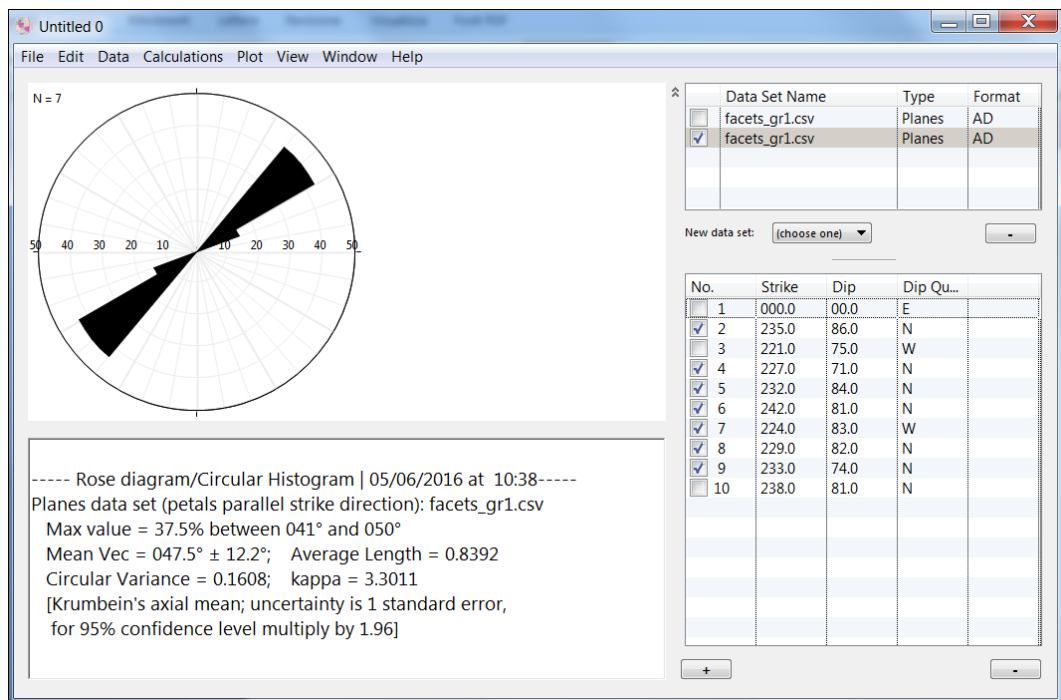 Untitled 0
File Edit Data Calculations Plot View Window Help
N = 7
50 40 30 20 10 10 20 30 40 50
----- Rose diagram/Circular Histogram | 05/06/2016 at 10:38-----
Planes data set (petals parallel strike direction): facets_gr1.csv
Max value = 37.5% between 041° and 050°
Mean Vec = 047.5° ± 12.2°; Average Length = 0.8392
Circular Variance = 0.1608; kappa = 3.3011
[Krumbein's axial mean; uncertainty is 1 standard error,
for 95% confidence level multiply by 1.96]
Data Set Name Type Format
facets_gr1.csv Planes AD
facets_gr1.csv Planes AD
New data set: (choose one) -
No. Strike Dip Dip Qu...
1 000.0 00.0 E
2 235.0 86.0 N
3 221.0 75.0 W
4 227.0 71.0 N
5 232.0 84.0 N
6 242.0 81.0 N
7 224.0 83.0 W
8 229.0 82.0 N
9 233.0 74.0 N
10 238.0 81.0 N
+ -